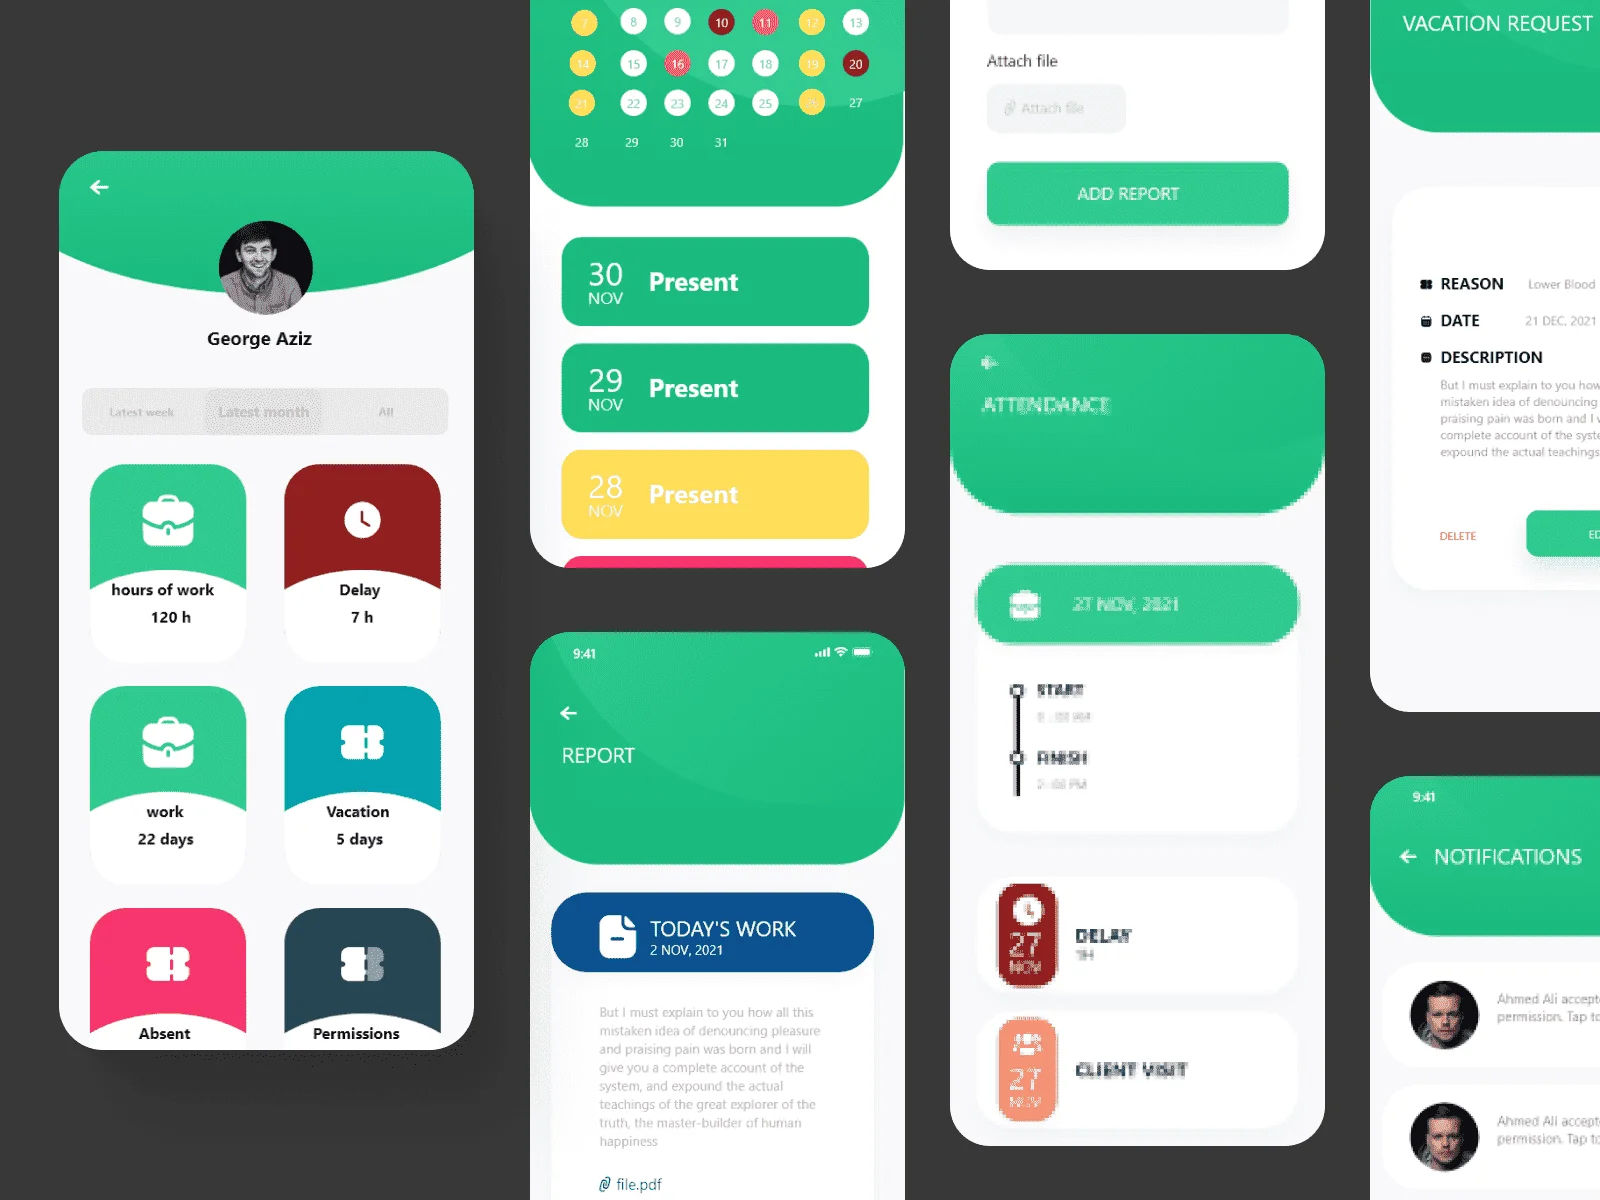 George Aziz
Latest week
Latest month
All
hours of work
120 h
Delay
7 h
work
22 days
Vacation
5 days
Absent
Permissions
7 8 9 10 11 12 13
14 15 16 17 18 19 20
21 22 23 24 25 26 27
28 29 30 31
30
NOV
Present
29
NOV
Present
28
NOV
Present
9:41
REPORT
TODAY'S WORK
2 NOV, 2021
But I must explain to you how all this
mistaken idea of denouncing pleasure
and praising pain was born and I will
give you a complete account of the
system, and expound the actual
teachings of the great explorer of the
truth, the master-builder of human
happiness
file.pdf
Attach file
Attach file
ADD REPORT
ATTENDANCE
27 NOV, 2021
START
FINISH
27
NOV
DELAY
1H
27
NOV
CLIENT VISIT
VACATION REQUEST
REASON
Lower Blood
DATE
21 DEC, 2021
DESCRIPTION
But I must explain to you how
mistaken idea of denouncing
praising pain was born and I
complete account of the syst
expound the actual teachings
DELETE
ED
9:41
NOTIFICATIONS
Ahmed Ali accept
permission. Tap to
Ahmed Ali accept
permission. Tap to